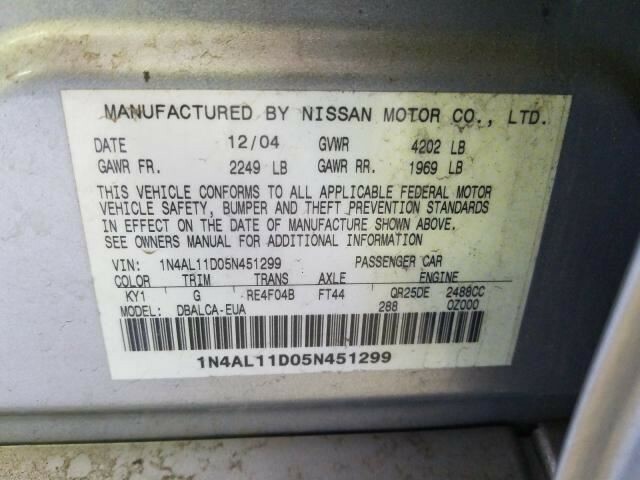 MANUFACTURED BY NISSAN MOTOR CO., LTD.
DATE 12/04 GVWR 4202 LB
GAWR FR. 2249 LB GAWR RR. 1969 LB
THIS VEHICLE CONFORMS TO ALL APPLICABLE FEDERAL MOTOR
VEHICLE SAFETY, BUMPER AND THEFT PREVENTION STANDARDS
IN EFFECT ON THE DATE OF MANUFACTURE SHOWN ABOVE.
SEE OWNERS MANUAL FOR ADDITIONAL INFORMATION
VIN: 1N4AL11D05N451299 PASSENGER CAR
COLOR TRIM TRANS AXLE ENGINE
KY1 G RE4F04B FT44 QR25DE 2488CC
MODEL: DBALCA-EUA 288 0Z000
1N4AL11D05N451299